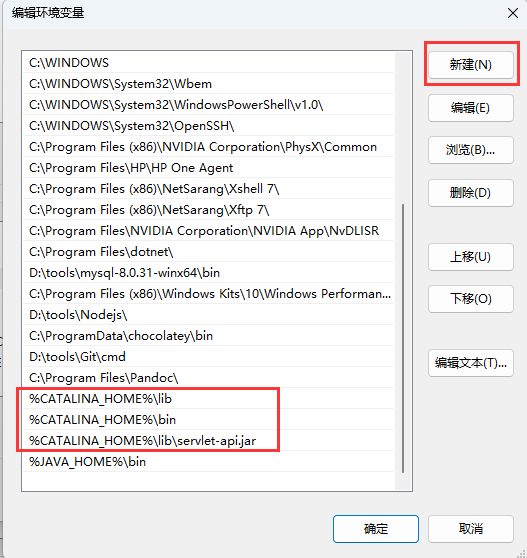 编辑环境变量
C:\WINDOWS
新建(N)
C:\WINDOWS\System32\Wbem
C:\WINDOWS\System32\WindowsPowerShell\v1.0\
编辑(E)
C:\WINDOWS\System32\OpenSSH\
C:\Program Files (x86)\NVIDIA Corporation\PhysX\Common
浏览(B)...
C:\Program Files\HP\HP One Agent
C:\Program Files (x86)\NetSarang\Xshell 7\
删除(D)
C:\Program Files (x86)\NetSarang\Xftp 7\
C:\Program Files\NVIDIA Corporation\NVIDIA App\NvDLISR
C:\Program Files\dotnet\
上移(U)
D:\tools\mysql-8.0.31-winx64\bin
C:\Program Files (x86)\Windows Kits\10\Windows Performan...
下移(O)
D:\tools\Nodejs\
C:\ProgramData\chocolatey\bin
D:\tools\Git\cmd
编辑文本(T)...
C:\Program Files\Pandoc\
%CATALINA_HOME%\lib
%CATALINA_HOME%\bin
%CATALINA_HOME%\lib\servlet-api.jar
%JAVA_HOME%\bin
确定
取消